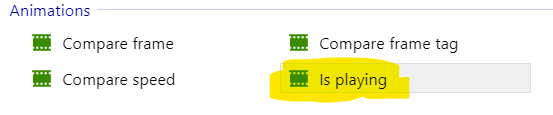 Animations
Compare frame
Compare frame tag
Compare speed
Is playing